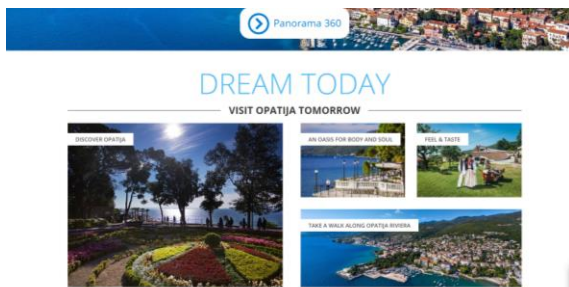 Panorama 360
DREAM TODAY
VISIT OPATIJA TOMORROW
DISCOVER OPATIJA
AN OASIS FOR BODY AND SOUL
FEEL & TASTE
TAKE A WALK ALONG OPATIJA RIVIERA